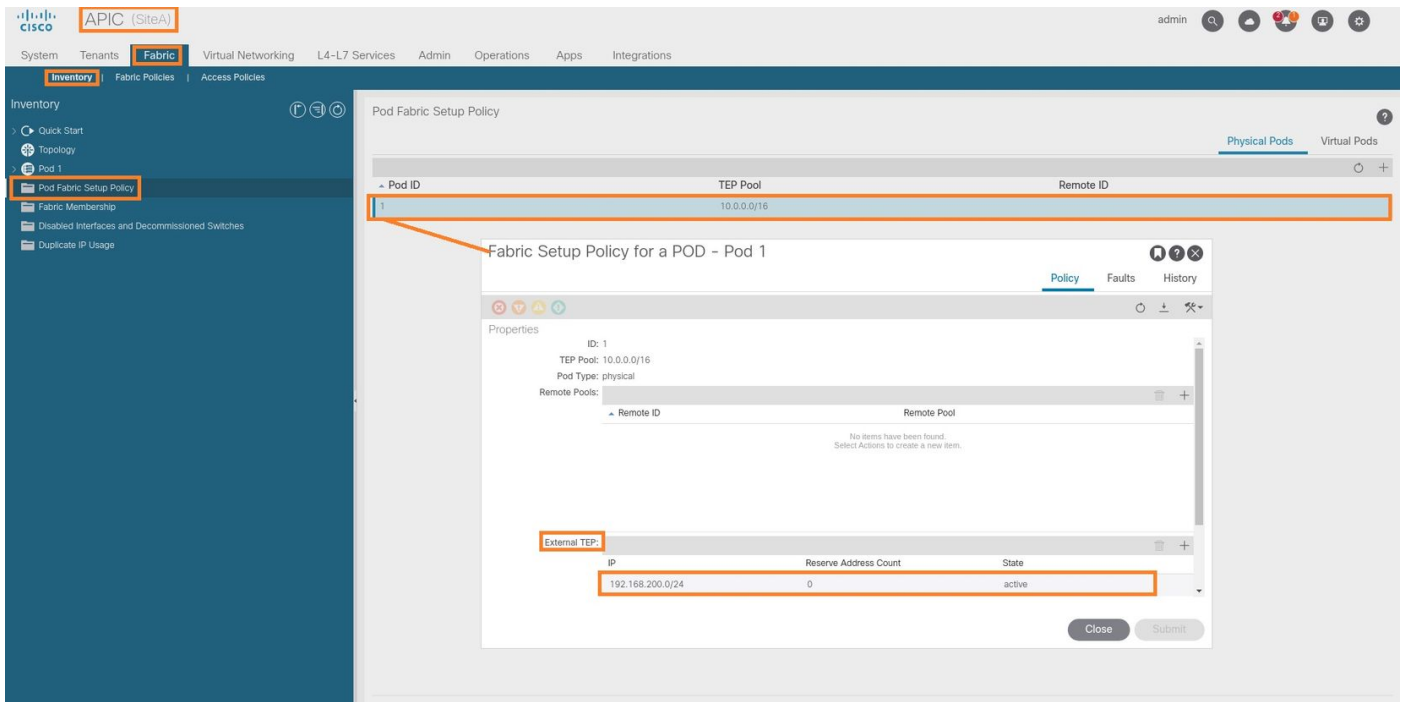 CISCO
APIC (SiteA)
admin
System Tenants Fabric Virtual Networking L4-L7 Services Admin Operations Apps Integrations
Inventory | Fabric Policies | Access Policies
Inventory
Quick Start
Topology
Pod 1
Pod Fabric Setup Policy
Fabric Membership
Disabled Interfaces and Decommissioned Switches
Duplicate IP Usage
Pod Fabric Setup Policy
Physical Pods Virtual Pods
Pod ID TEP Pool Remote ID
1 10.0.0.0/16
Fabric Setup Policy for a POD - Pod 1
Policy Faults History
Properties
ID: 1
TEP Pool: 10.0.0.0/16
Pod Type: physical
Remote Pools:
Remote ID Remote Pool
No items have been found.
Select Actions to create a new item.
External TEP:
IP Reserve Address Count State
192.168.200.0/24 0 active
Close Submit